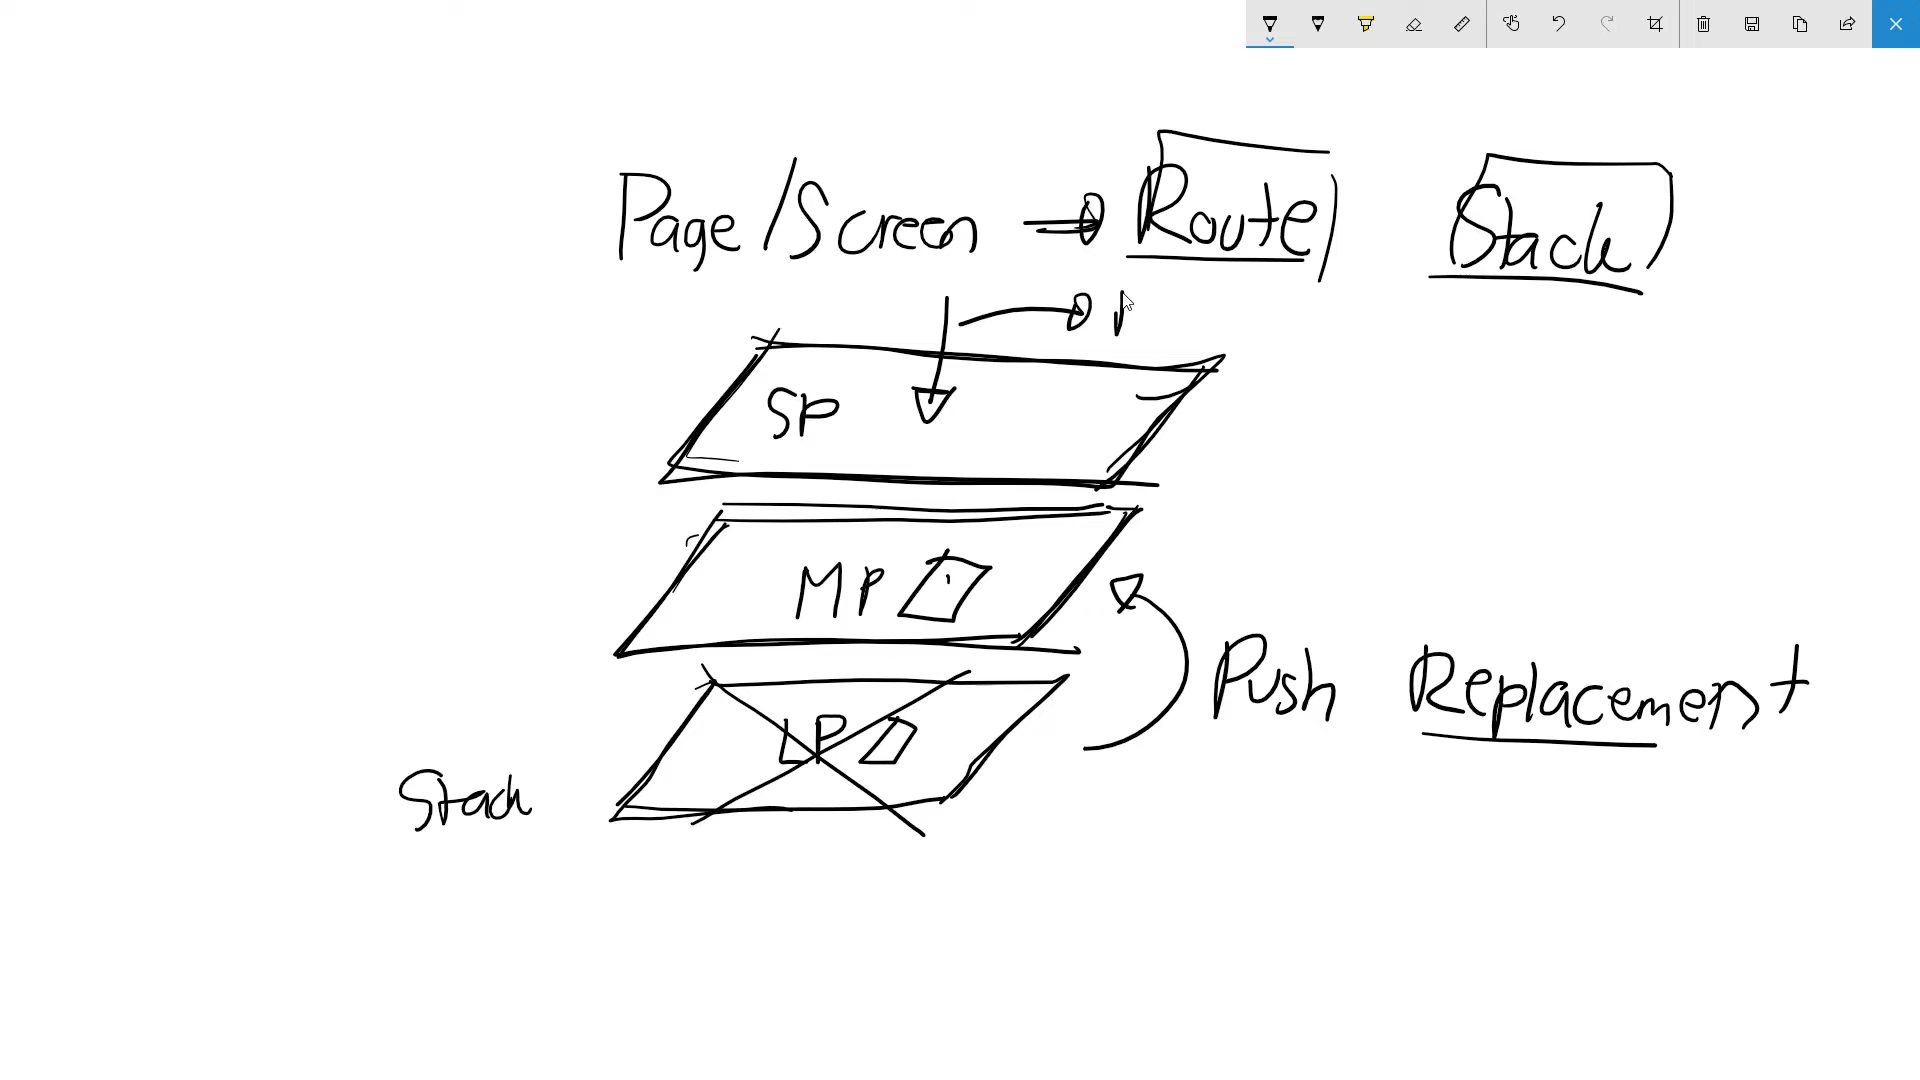 Page/Screen ⇒ Route Stack
SP
MP
Push Replacement
LP
Stack